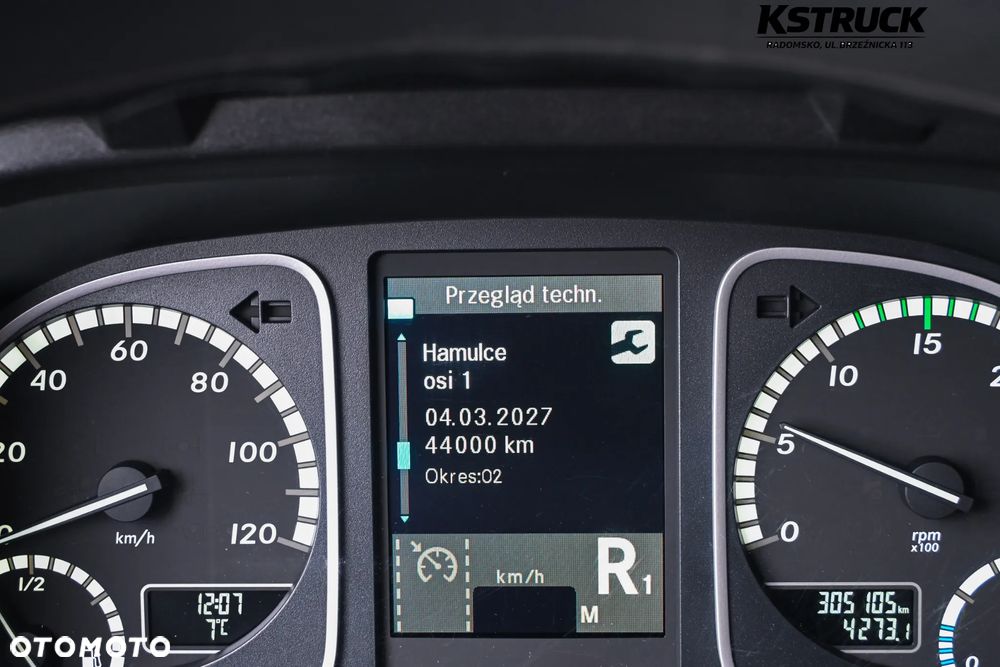 KSTRUCK
RADOMSKO, UL. BRZEŹNICKA 113
Przegląd techn.
Hamulce
osi 1
04.03.2027
44000 km
Okres:02
km/h
R1
M
20
40
60
80
100
120
km/h
1/2
12:07
7°C
0
5
10
15
2
rpm
x100
305 105 km
4273.1
0
OTOMOTO